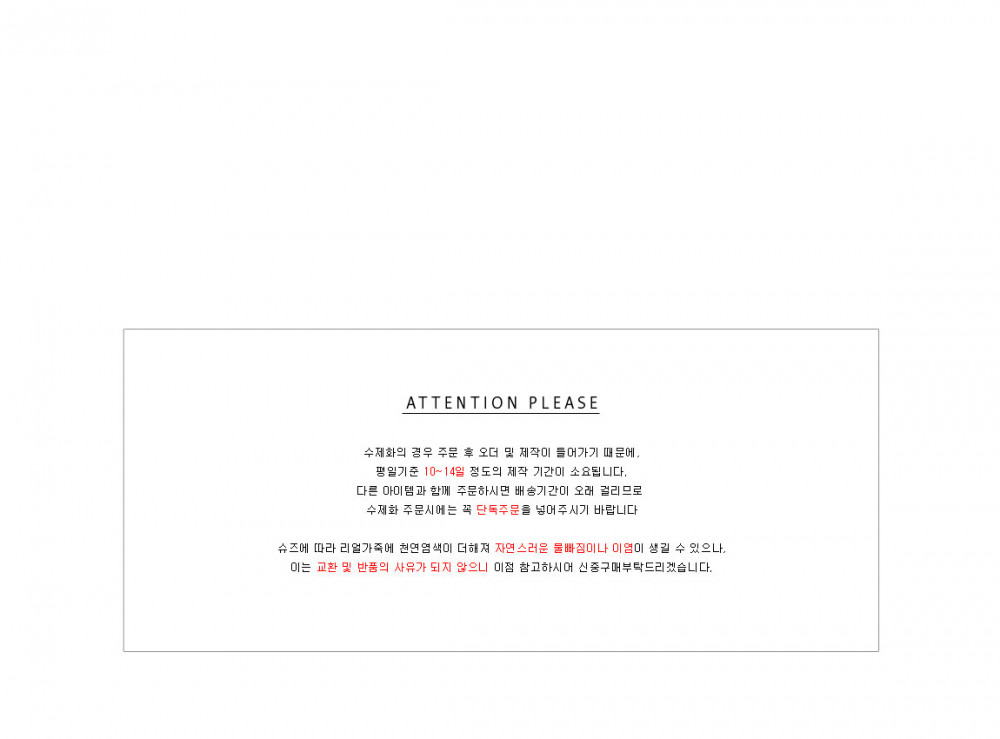 ATTENTION PLEASE
수제화의 경우 주문 후 오더 및 제작이 들어가기 때문에,
평일기준 10~14일 정도의 제작 기간이 소요됩니다.
다른 아이템과 함께 주문하시면 배송기간이 오래 걸리므로
수제화 주문시에는 꼭 단독주문을 넣어주시기 바랍니다
슈즈에 따라 리얼가죽에 천연염색이 더해져 자연스러운 물빠짐이나 이염이 생길 수 있으나,
이는 교환 및 반품의 사유가 되지 않으니 이점 참고하시어 신중구매부탁드리겠습니다.